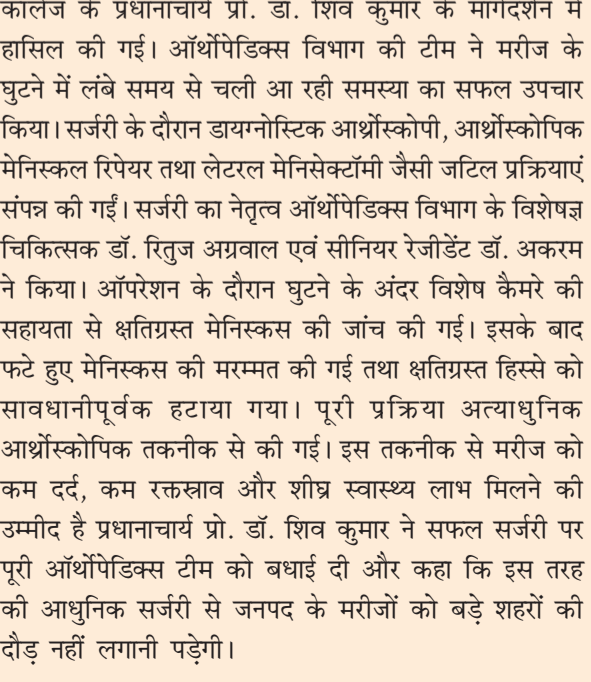 कॉलेज के प्रधानाचार्य प्रो. डॉ. शिव कुमार के मार्गदर्शन में
हासिल की गई। ऑर्थोपेडिक्स विभाग की टीम ने मरीज के
घुटने में लंबे समय से चली आ रही समस्या का सफल उपचार
किया। सर्जरी के दौरान डायग्नोस्टिक आर्थ्रोस्कोपी, आर्थ्रोस्कोपिक
मेनिस्कल रिपेयर तथा लेटरल मेनिसेक्टॉमी जैसी जटिल प्रक्रियाएं
संपन्न की गईं। सर्जरी का नेतृत्व ऑर्थोपेडिक्स विभाग के विशेषज्ञ
चिकित्सक डॉ. रितुज अग्रवाल एवं सीनियर रेजीडेंट डॉ. अकरम
ने किया। ऑपरेशन के दौरान घुटने के अंदर विशेष कैमरे की
सहायता से क्षतिग्रस्त मेनिस्कस की जांच की गई। इसके बाद
फटे हुए मेनिस्कस की मरम्मत की गई तथा क्षतिग्रस्त हिस्से को
सावधानीपूर्वक हटाया गया। पूरी प्रक्रिया अत्याधुनिक
आर्थ्रोस्कोपिक तकनीक से की गई। इस तकनीक से मरीज को
कम दर्द, कम रक्तस्राव और शीघ्र स्वास्थ्य लाभ मिलने की
उम्मीद है प्रधानाचार्य प्रो. डॉ. शिव कुमार ने सफल सर्जरी पर
पूरी ऑर्थोपेडिक्स टीम को बधाई दी और कहा कि इस तरह
की आधुनिक सर्जरी से जनपद के मरीजों को बड़े शहरों की
दौड़ नहीं लगानी पड़ेगी।